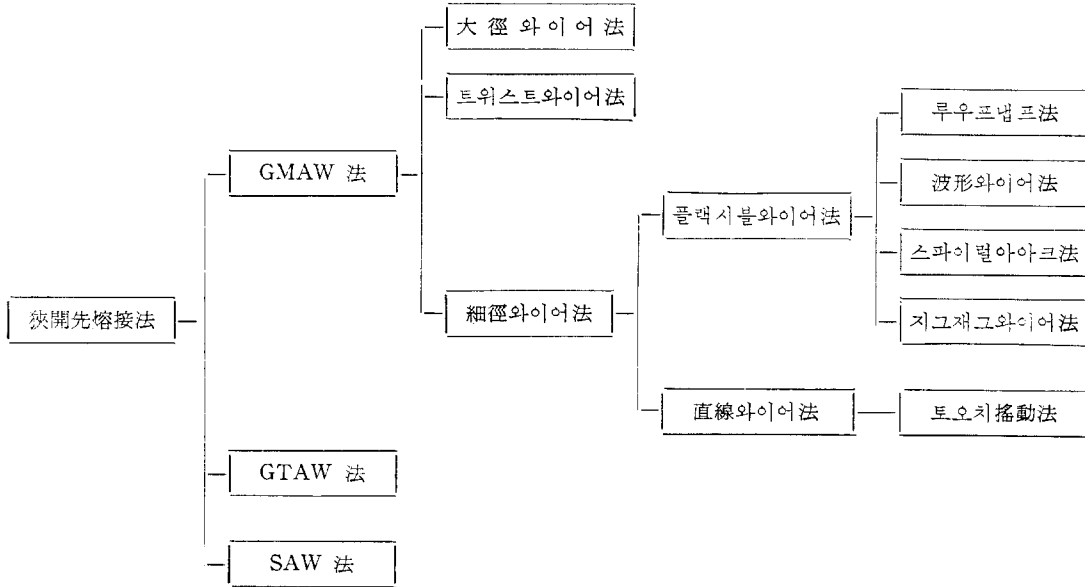 大徑와이어法
트위스트와이어法
루우프냅프法
GMAW 法
波形와이어法
플랙시블와이어法
스파이럴아아크法
狹開先熔接法
細徑와이어法
지그재그와이어法
直線와이어法
토오치搖動法
GTAW 法
SAW 法